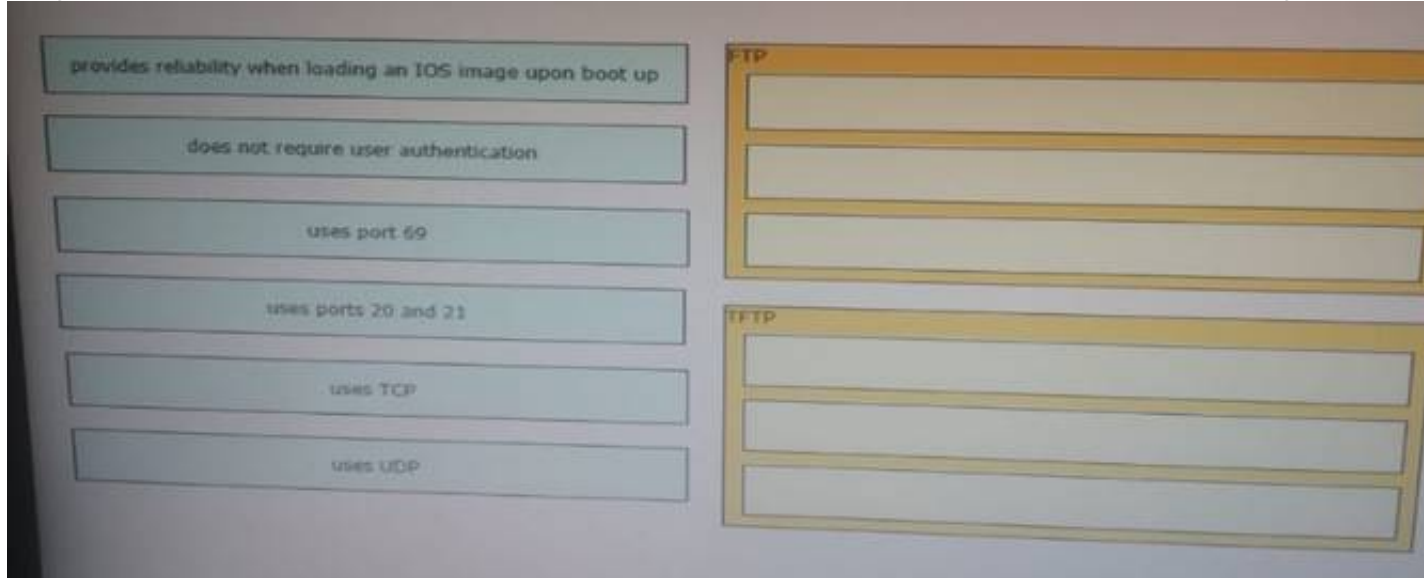 provides reliability when loading an IOS image upon boot up
does not require user authentication
uses port 69
uses ports 20 and 21
uses TCP
uses UDP
FTP
TFTP